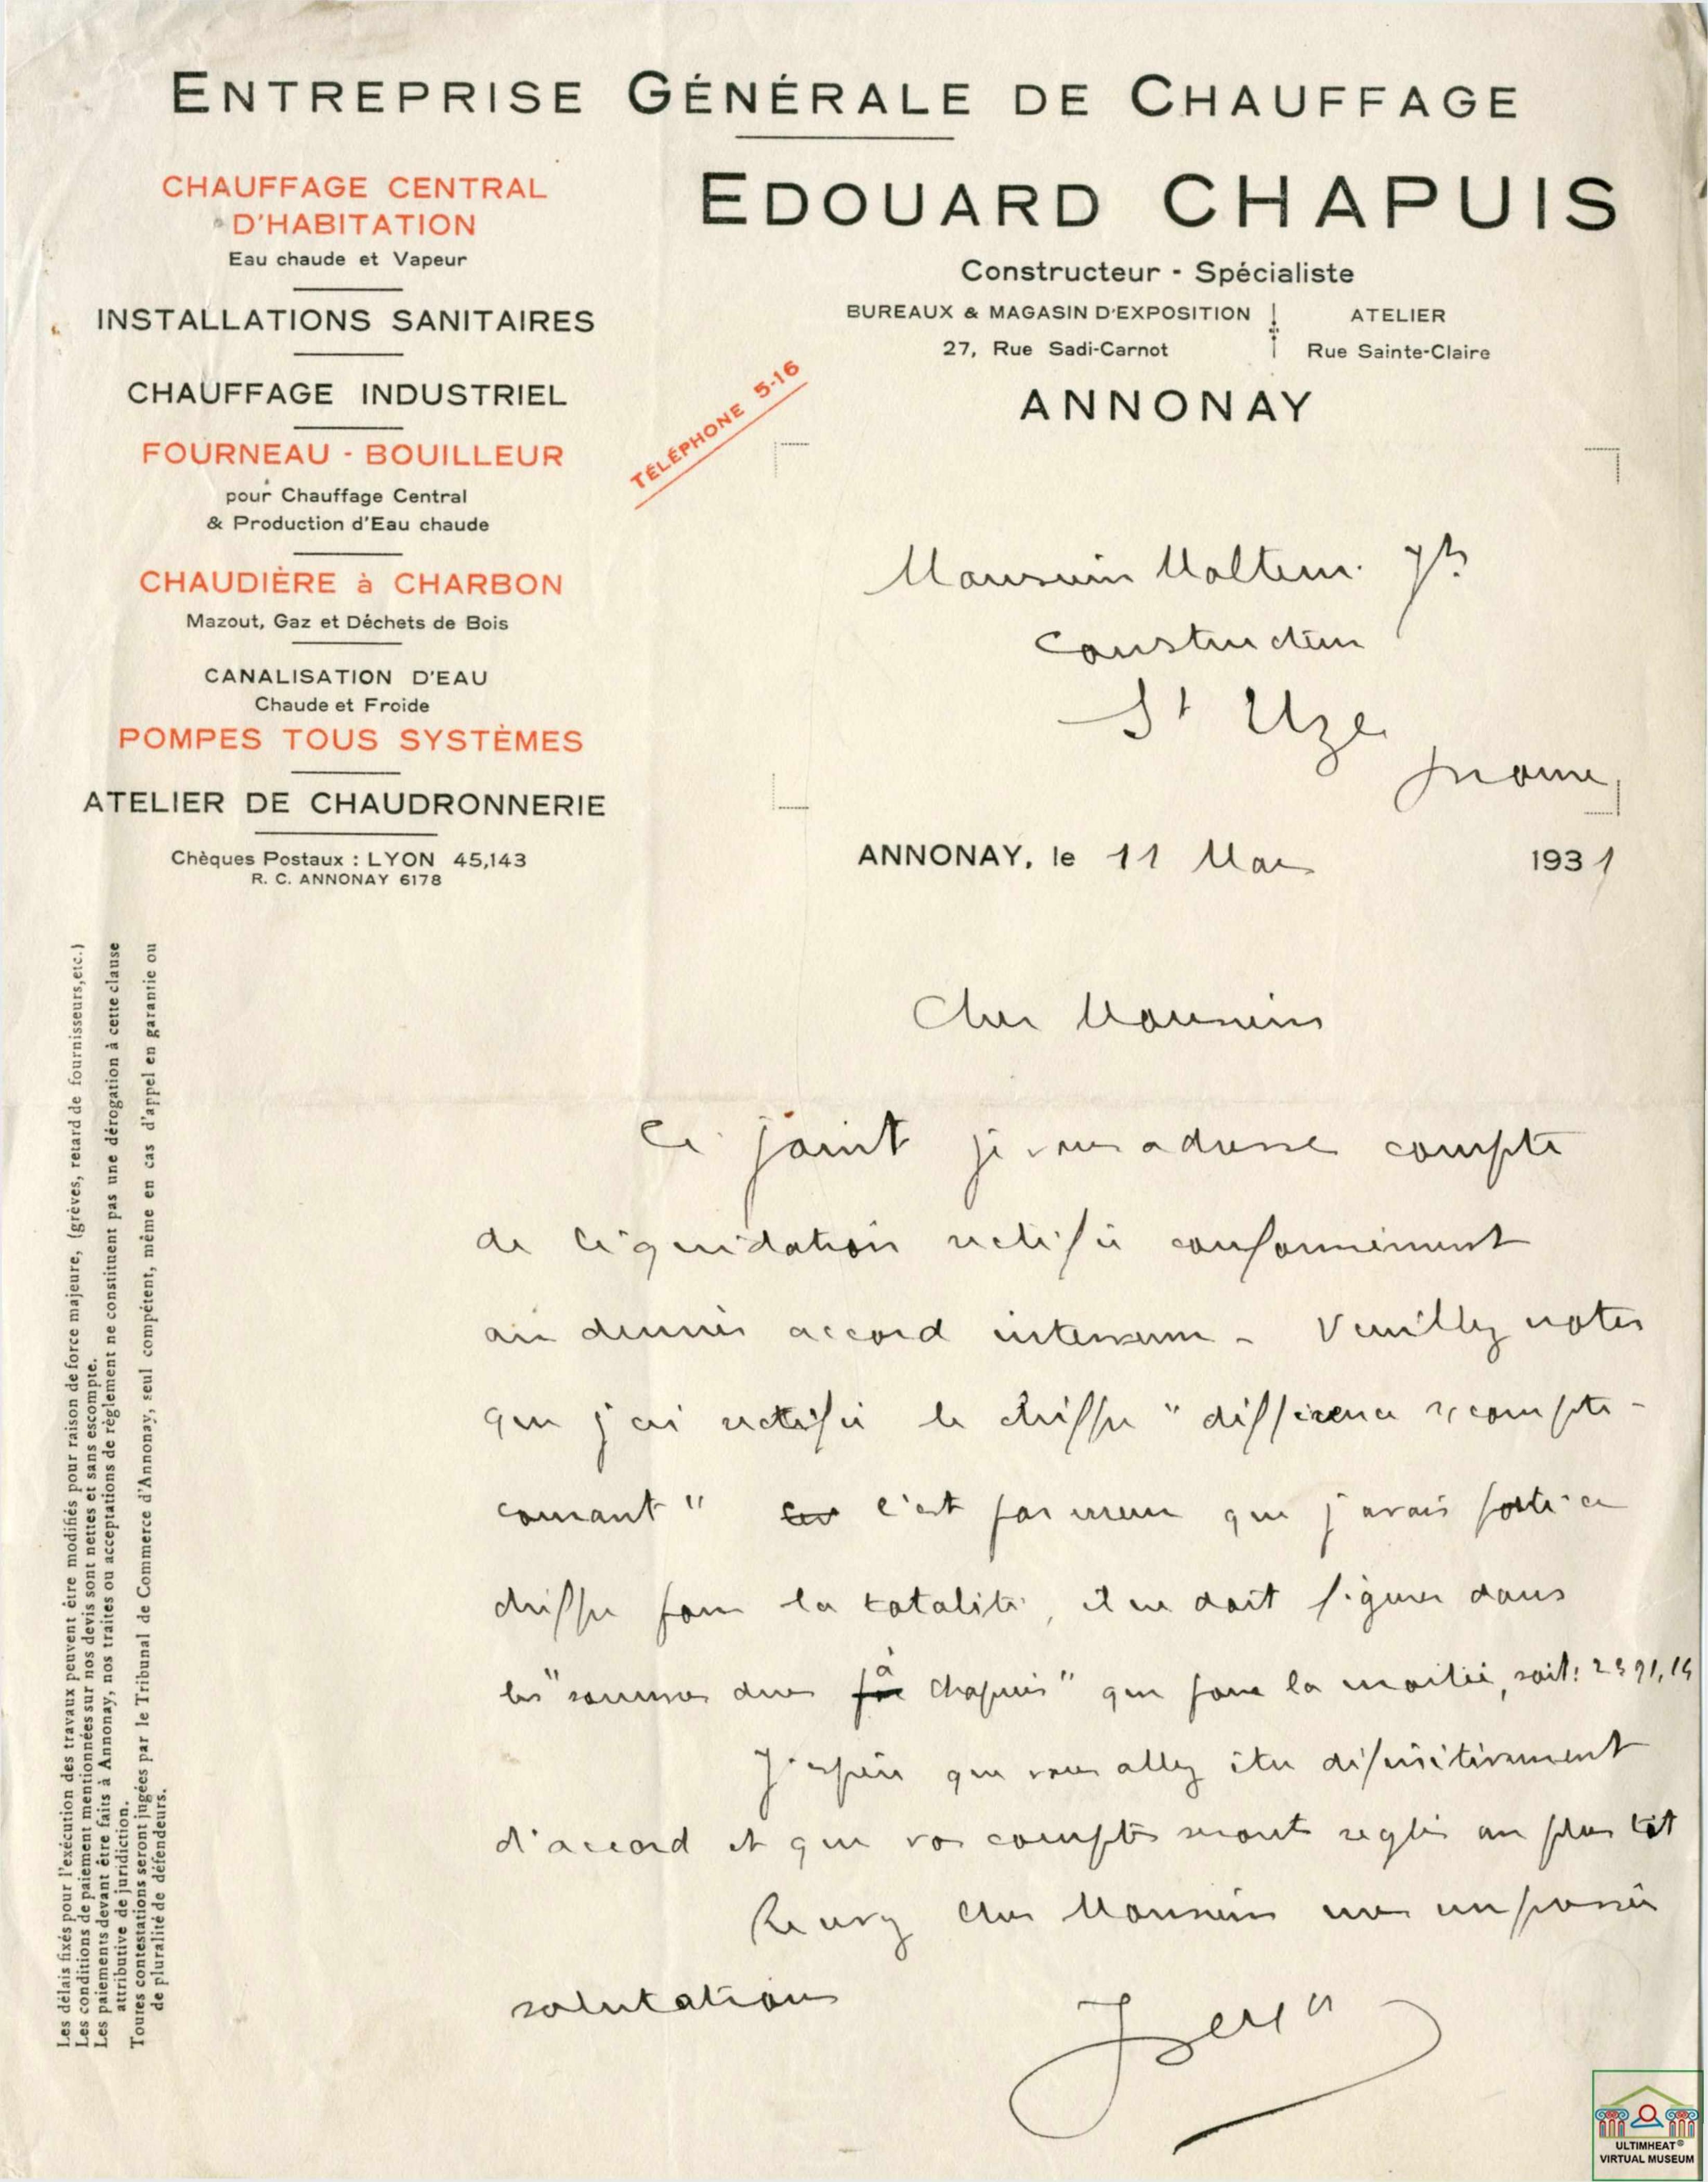 ENTREPRISE GÉNÉRALE DE CHAUFFAGE
CHAUFFAGE CENTRAL
D'HABITATION
Eau chaude et Vapeur
INSTALLATIONS SANITAIRES
CHAUFFAGE INDUSTRIEL
FOURNEAU - BOUILLEUR
pour Chauffage Central
& Production d'Eau chaude
CHAUDIÈRE à CHARBON
Mazout, Gaz et Déchets de Bois
CANALISATION D'EAU
Chaude et Froide
POMPES TOUS SYSTÈMES
ATELIER DE CHAUDRONNERIE
Chèques Postaux : LYON 45,143
R. C. ANNONAY 6178
EDOUARD CHAPUIS
Constructeur - Spécialiste
BUREAUX & MAGASIN D'EXPOSITION
27, Rue Sadi-Carnot
ATELIER
Rue Sainte-Claire
ANNONAY
TÉLÉPHONE 5-16
Monsieur
Constructeur
St Uze
Drome
ANNONAY, le 11 Mai 1931
Cher Monsieur
Ci joint je vous adresse compte
de liquidation rectifié conformément
au dernier accord intervenu - Veuillez noter
que j'ai rectifié le chiffre "différence compte-
courant" c'est par erreur que j'avais porté ce
chiffre pour la totalité, il ne doit figurer dans
les "sommes dues à Chapuis" que pour la moitié, soit:
J'espère que vous allez être définitivement
d'accord et que vos comptes seront réglés au plus tôt
Recevez cher Monsieur mes empressées
salutations
Les délais fixés pour l'exécution des travaux peuvent être modifiés pour raison de force majeure, (grèves, retard de fournisseurs, etc.)
Les conditions de paiement mentionnées sur nos devis sont nettes et sans escompte.
Les paiements devant être faits à Annonay, nos traites ou acceptations de règlement ne constituent pas une dérogation à cette clause
attributive de juridiction.
Toutes contestations seront jugées par le Tribunal de Commerce d'Annonay, seul compétent, même en cas d'appel en garantie ou
de pluralité de défendeurs.
ULTIMHEAT®
VIRTUAL MUSEUM